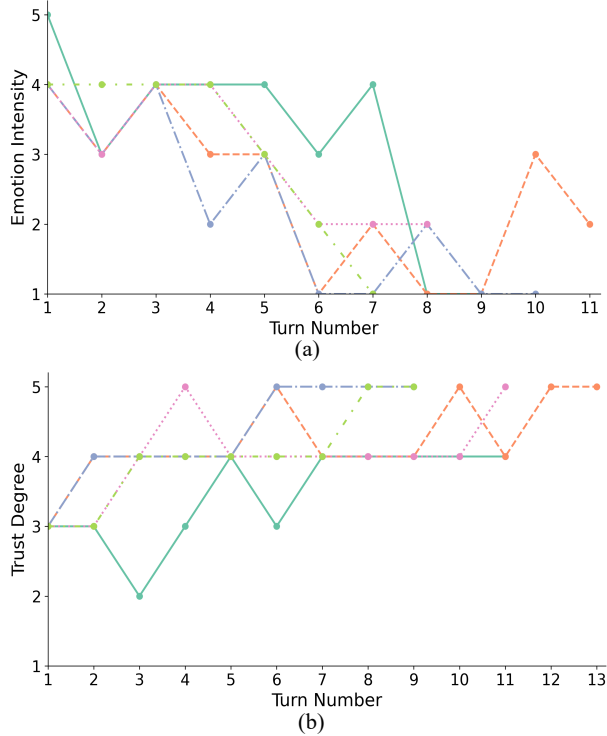 5
4
3
2
1
Emotion Intensity
1 2 3 4 5 6 7 8 9 10 11
Turn Number
(a)
5
4
3
2
1
Trust Degree
1 2 3 4 5 6 7 8 9 10 11 12 13
Turn Number
(b)